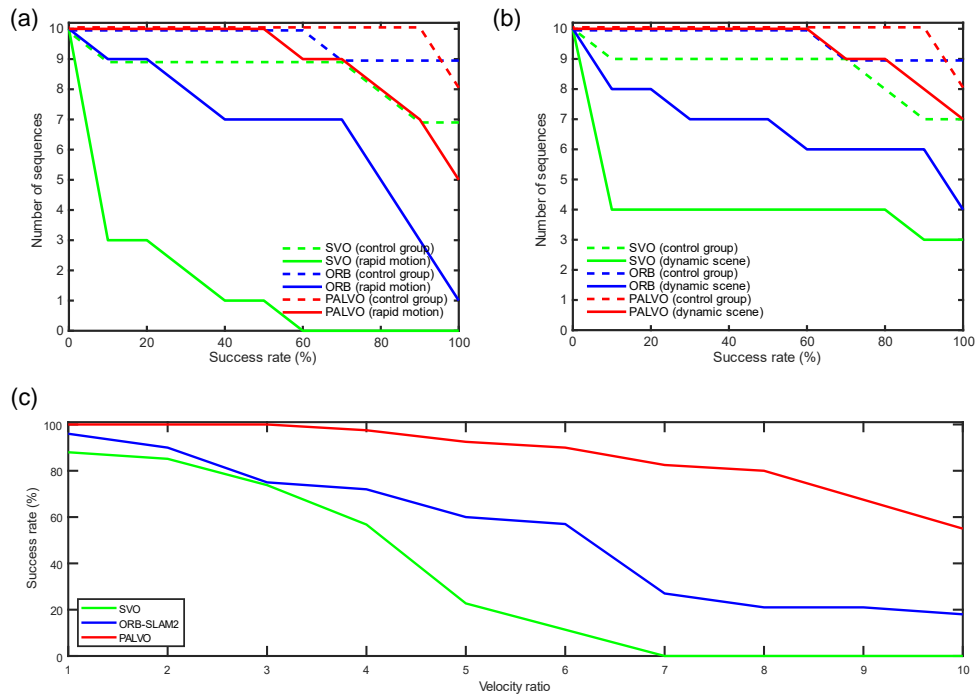 (a)
Number of sequences
10
9
8
7
6
5
4
3
2
1
0
SVO (control group)
SVO (rapid motion)
ORB (control group)
ORB (rapid motion)
PALVO (control group)
PALVO (rapid motion)
0 20 40 60 80 100
Success rate (%)
(b)
Number of sequences
10
9
8
7
6
5
4
3
2
1
0
SVO (control group)
SVO (dynamic scene)
ORB (control group)
ORB (dynamic scene)
PALVO (control group)
PALVO (dynamic scene)
0 20 40 60 80 100
Success rate (%)
(c)
Success rate (%)
100
80
60
40
20
0
SVO
ORB-SLAM2
PALVO
1 2 3 4 5 6 7 8 9 10
Velocity ratio